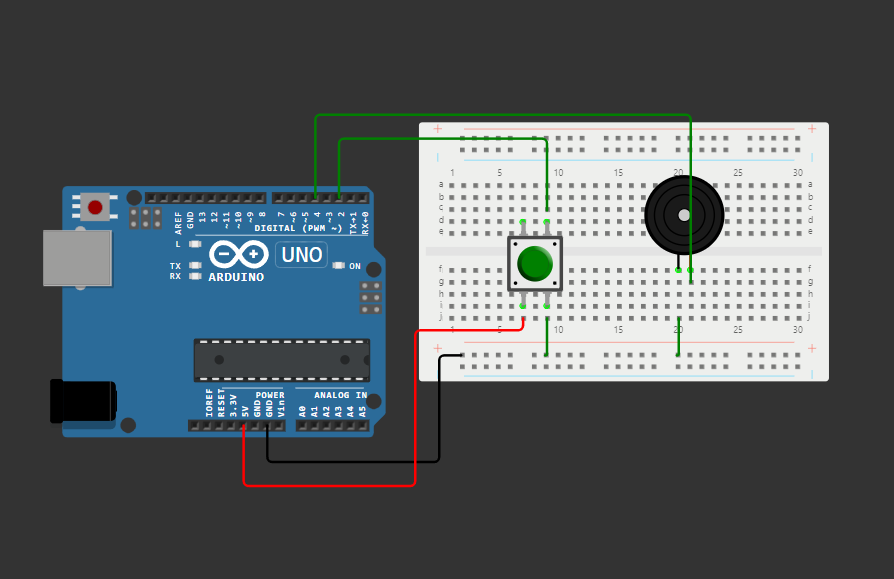 AREF
GND
13
12
~11
~10
~9
8
7
~6
~5
4
~3
2
TX→1
RX←0
DIGITAL (PWM ~)
L
TX
RX
UNO
ON
ARDUINO
IOREF
RESET
3.3V
5V
GND
GND
Vin
POWER
ANALOG IN
A0
A1
A2
A3
A4
A5
+ +
1 5 10 15 20 25 30
a a
b b
c c
d d
e e
f f
g g
h h
i i
j j
1 10 15 20 25 30
+ +